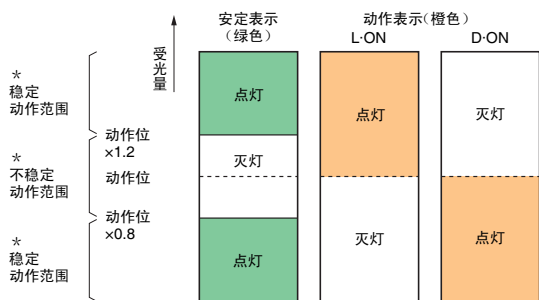 安定表示
（绿色）
动作表示（橙色）
L·ON
D·ON
受光量
*
稳定
动作范围
点灯
点灯
灭灯
动作位
×1.2
灭灯
*
不稳定
动作范围
动作位
动作位
×0.8
*
稳定
动作范围
点灯
灭灯
点灯